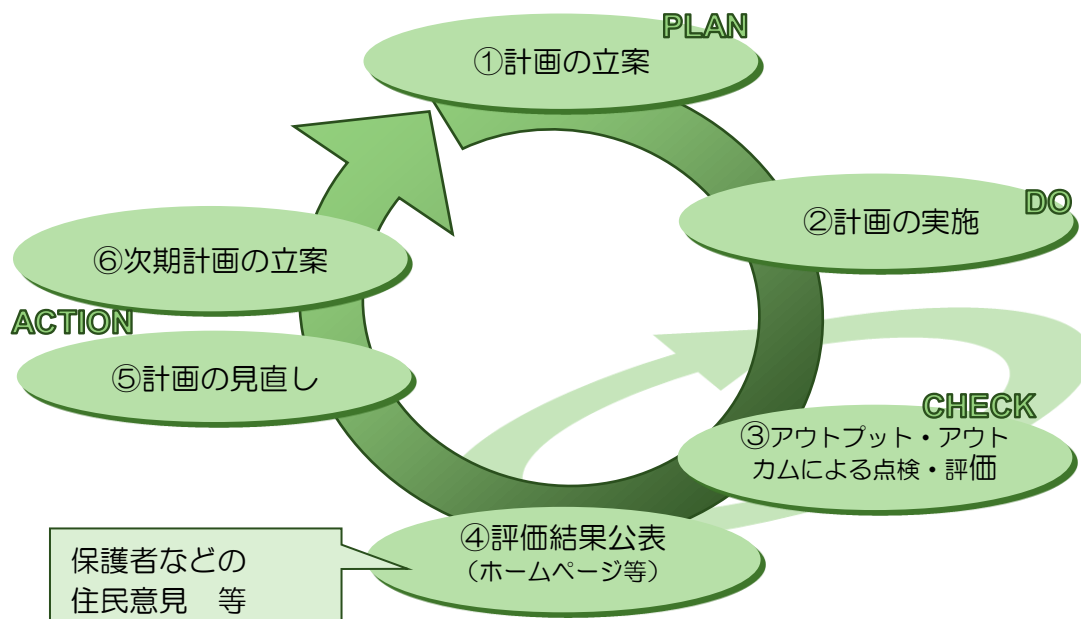 PLAN
①計画の立案
DO
②計画の実施
CHECK
③アウトプット・アウト
カムによる点検・評価
④評価結果公表
（ホームページ等）
保護者などの
住民意見　等
⑤計画の見直し
ACTION
⑥次期計画の立案